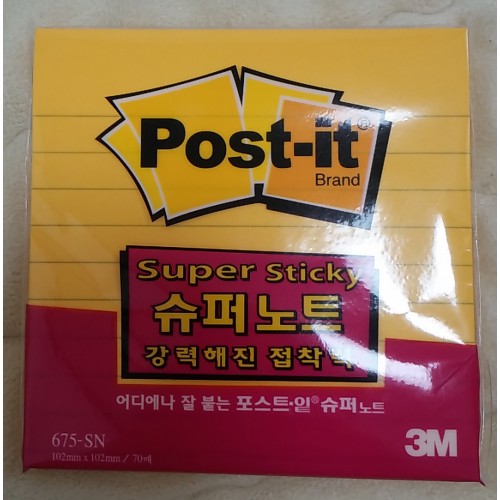 Post-it®
Brand
Super Sticky
슈퍼노트
강력해진 접착력
어디에나 잘 붙는 포스트-잍® 슈퍼노트
675-SN
102mm x 102mm / 70매
3M